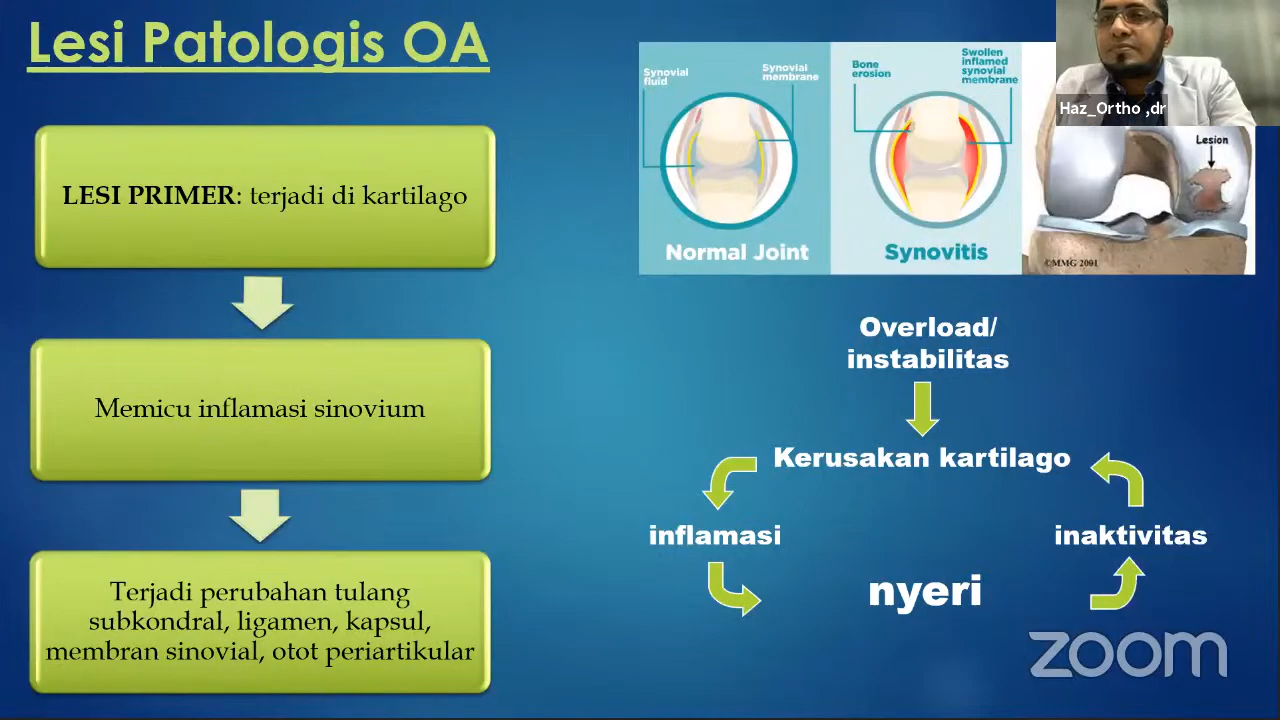 Lesi Patologis OA
LESI PRIMER: terjadi di kartilago
Memicu inflamasi sinovium
Terjadi perubahan tulang
subkondral, ligamen, kapsul,
membran sinovial, otot periartikular
Synovial
fluid
Synovial
membrane
Normal Joint
Bone
erosion
Swollen
inflamed
synovial
membrane
Synovitis
Haz_Ortho ,dr
Lesion
©MMG 2001
Overload/
instabilitas
Kerusakan kartilago
inflamasi
inaktivitas
nyeri
zoom